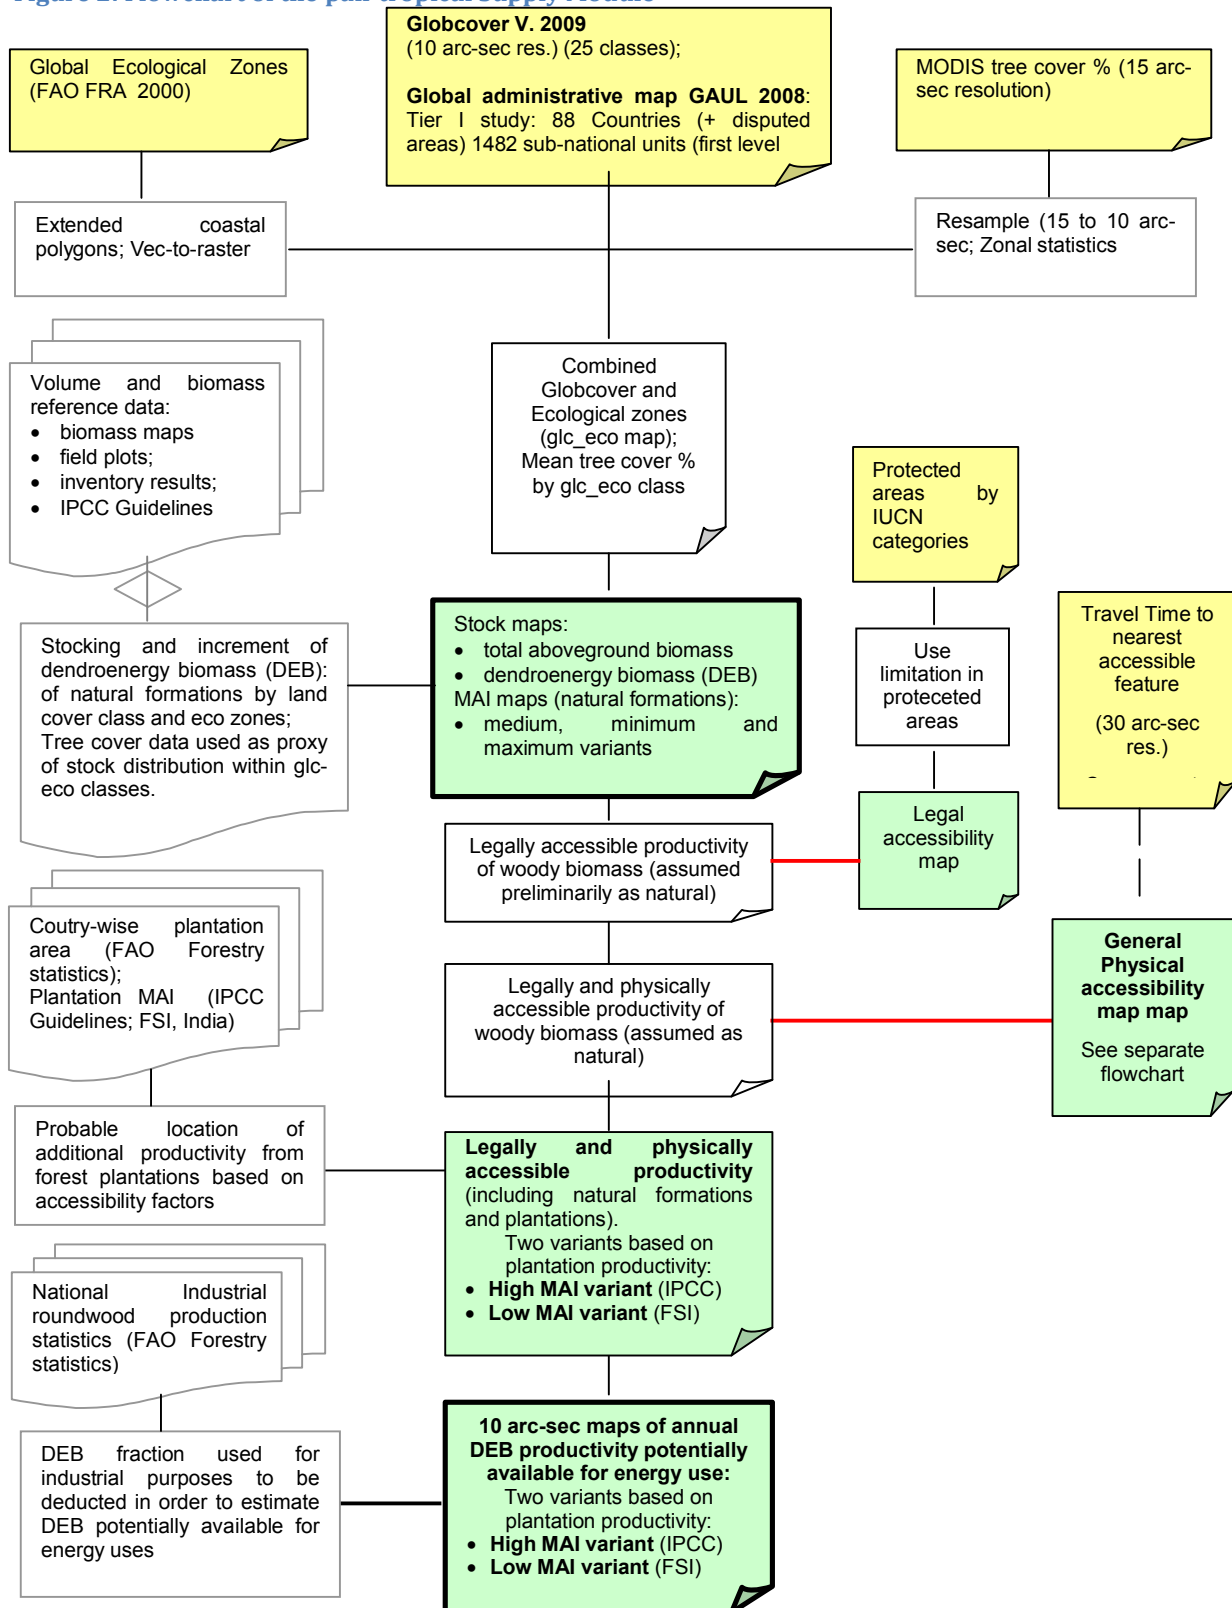 Globcover V. 2009
(10 arc-sec res.) (25 classes);
Global administrative map GAUL 2008:
Tier I study: 88 Countries (+ disputed
areas) 1482 sub-national units (first level
Global Ecological Zones
(FAO FRA 2000)
MODIS tree cover % (15 arc-
sec resolution)
Extended coastal
polygons; Vec-to-raster
Resample (15 to 10 arc-
sec; Zonal statistics
Volume and biomass
reference data:
• biomass maps
• field plots;
• inventory results;
• IPCC Guidelines
Combined
Globcover and
Ecological zones
(glc_eco map);
Mean tree cover %
by glc_eco class
Protected
areas by
IUCN
categories
Travel Time to
nearest
accessible
feature
(30 arc-sec
res.)
Use
limitation in
proteceted
areas
Stocking and increment of
dendroenergy biomass (DEB):
of natural formations by land
cover class and eco zones;
Tree cover data used as proxy
of stock distribution within glc-
eco classes.
Stock maps:
• total aboveground biomass
• dendroenergy biomass (DEB)
MAI maps (natural formations):
• medium, minimum and
maximum variants
Legal
accessibility
map
Legally accessible productivity
of woody biomass (assumed
preliminarily as natural)
Coutry-wise plantation
area (FAO Forestry
statistics);
Plantation MAI (IPCC
Guidelines; FSI, India)
Legally and physically
accessible productivity of
woody biomass (assumed as
natural)
General
Physical
accessibility
map map
See separate
flowchart
Probable location of
additional productivity from
forest plantations based on
accessibility factors
Legally and physically
accessible productivity
(including natural formations
and plantations).
Two variants based on
plantation productivity:
• High MAI variant (IPCC)
• Low MAI variant (FSI)
National Industrial
roundwood production
statistics (FAO Forestry
statistics)
DEB fraction used for
industrial purposes to be
deducted in order to estimate
DEB potentially available for
energy uses
10 arc-sec maps of annual
DEB productivity potentially
available for energy use:
Two variants based on
plantation productivity:
• High MAI variant (IPCC)
• Low MAI variant (FSI)